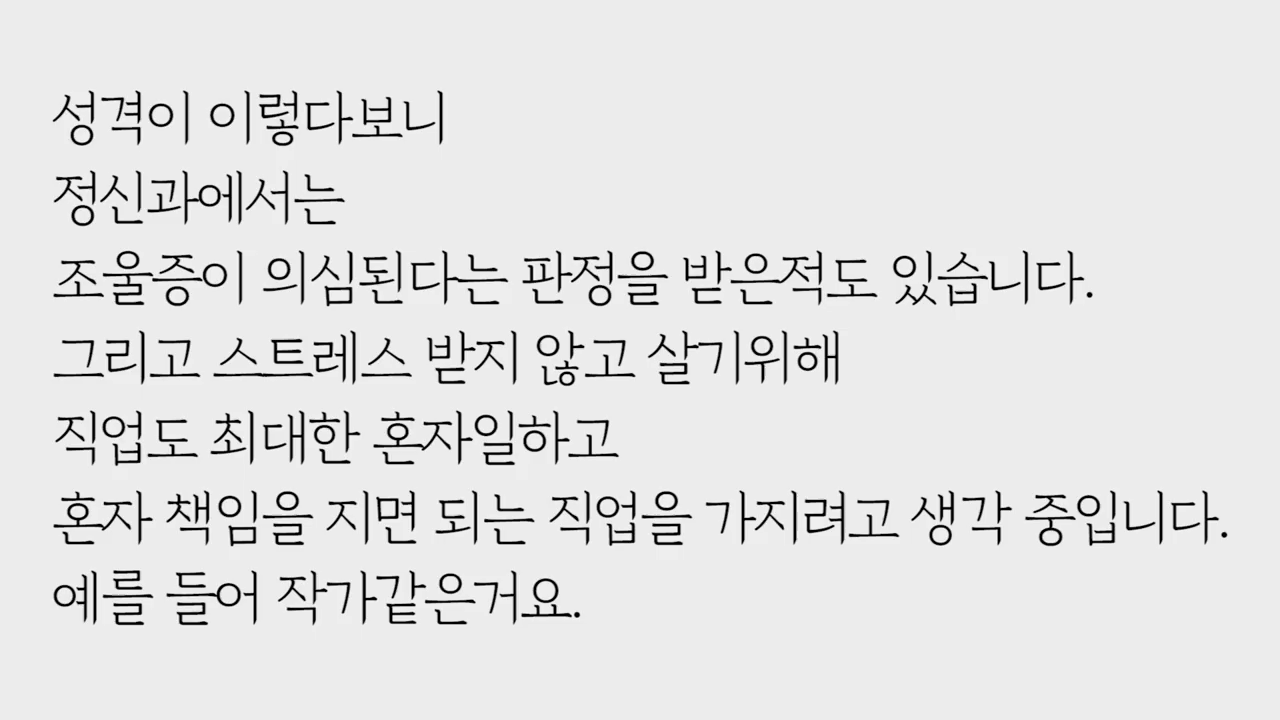 성격이 이렇다보니
정신과에서는
조울증이 의심된다는 판정을 받은적도 있습니다.
그리고 스트레스 받지 않고 살기위해
직업도 최대한 혼자일하고
혼자 책임을 지면 되는 직업을 가지려고 생각 중입니다.
예를 들어 작가같은거요.